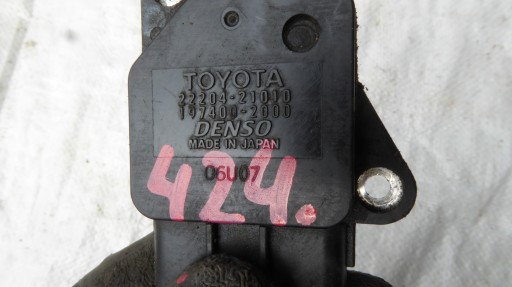 TOYOTA
22204-21010
197400-2000
DENSO
MADE IN JAPAN
06U07
424.